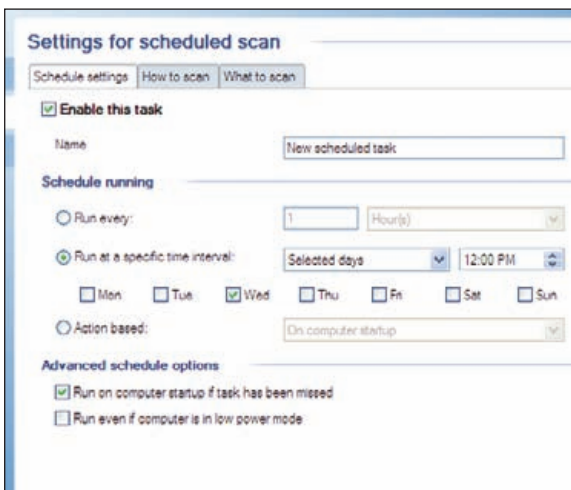 Settings for scheduled scan
Schedule settings How to scan What to scan
Enable this task
Name New scheduled task
Schedule running
Run every: 1 Hour(s)
Run at a specific time interval: Selected days 12:00 PM
Mon Tue Wed Thu Fri Sat Sun
Action based: On computer startup
Advanced schedule options
Run on computer startup if task has been missed
Run even if computer is in low power mode